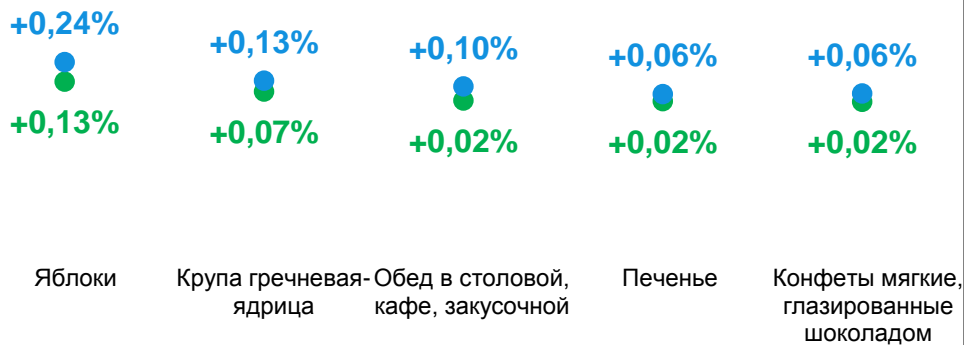 +0,24%
+0,13%
+0,10%
+0,06%
+0,06%
+0,13%
+0,07%
+0,02%
+0,02%
+0,02%
Яблоки
Крупа гречневая-
ядрица
Обед в столовой,
кафе, закусочной
Печенье
Конфеты мягкие,
глазированные
шоколадом